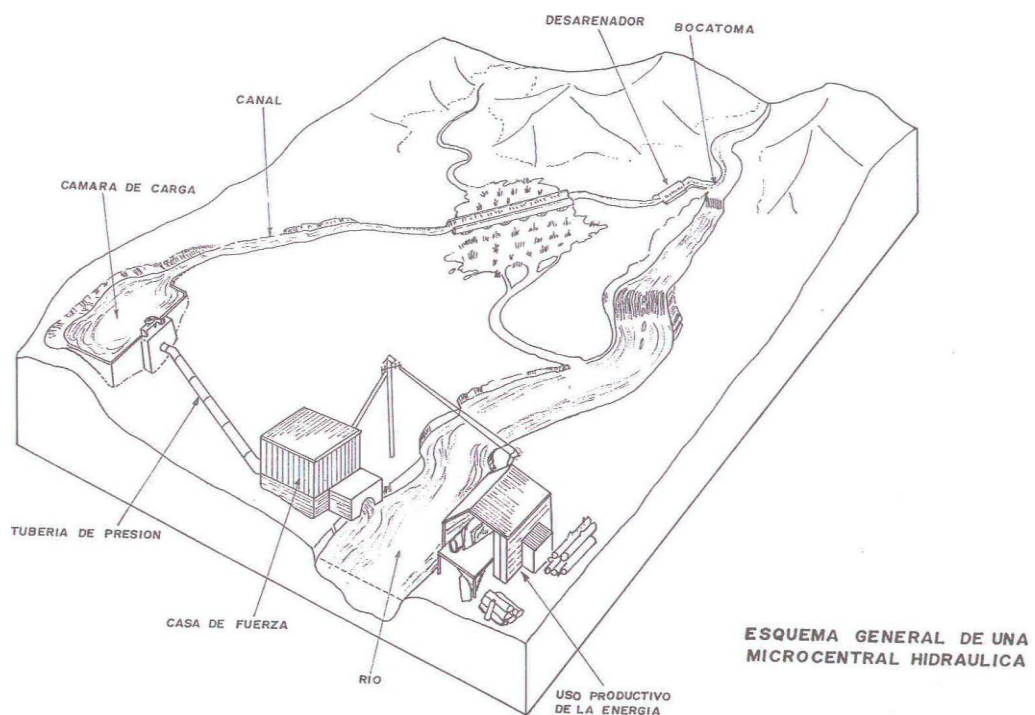 DESARENADOR
BOCATOMA
CANAL
CAMARA DE CARGA
TUBERIA DE PRESION
CASA DE FUERZA
RIO
USO PRODUCTIVO
DE LA ENERGIA
ESQUEMA GENERAL DE UNA
MICROCENTRAL HIDRAULICA